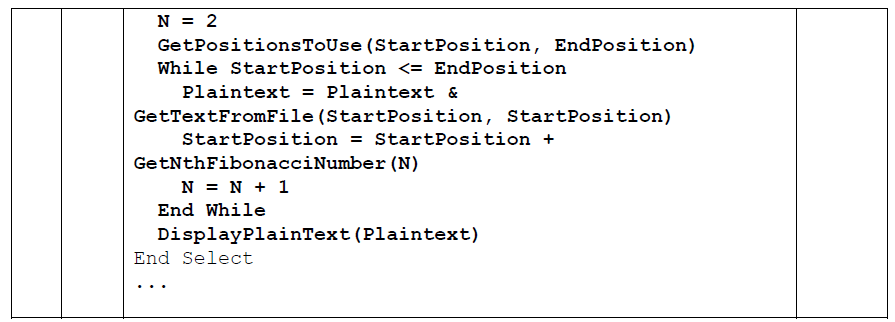 N = 2
GetPositionsToUse(StartPosition, EndPosition)
While StartPosition <= EndPosition
Plaintext = Plaintext &
GetTextFromFile(StartPosition, StartPosition)
StartPosition = StartPosition +
GetNthFibonacciNumber(N)
N = N + 1
End While
DisplayPlainText(Plaintext)
End Select
...